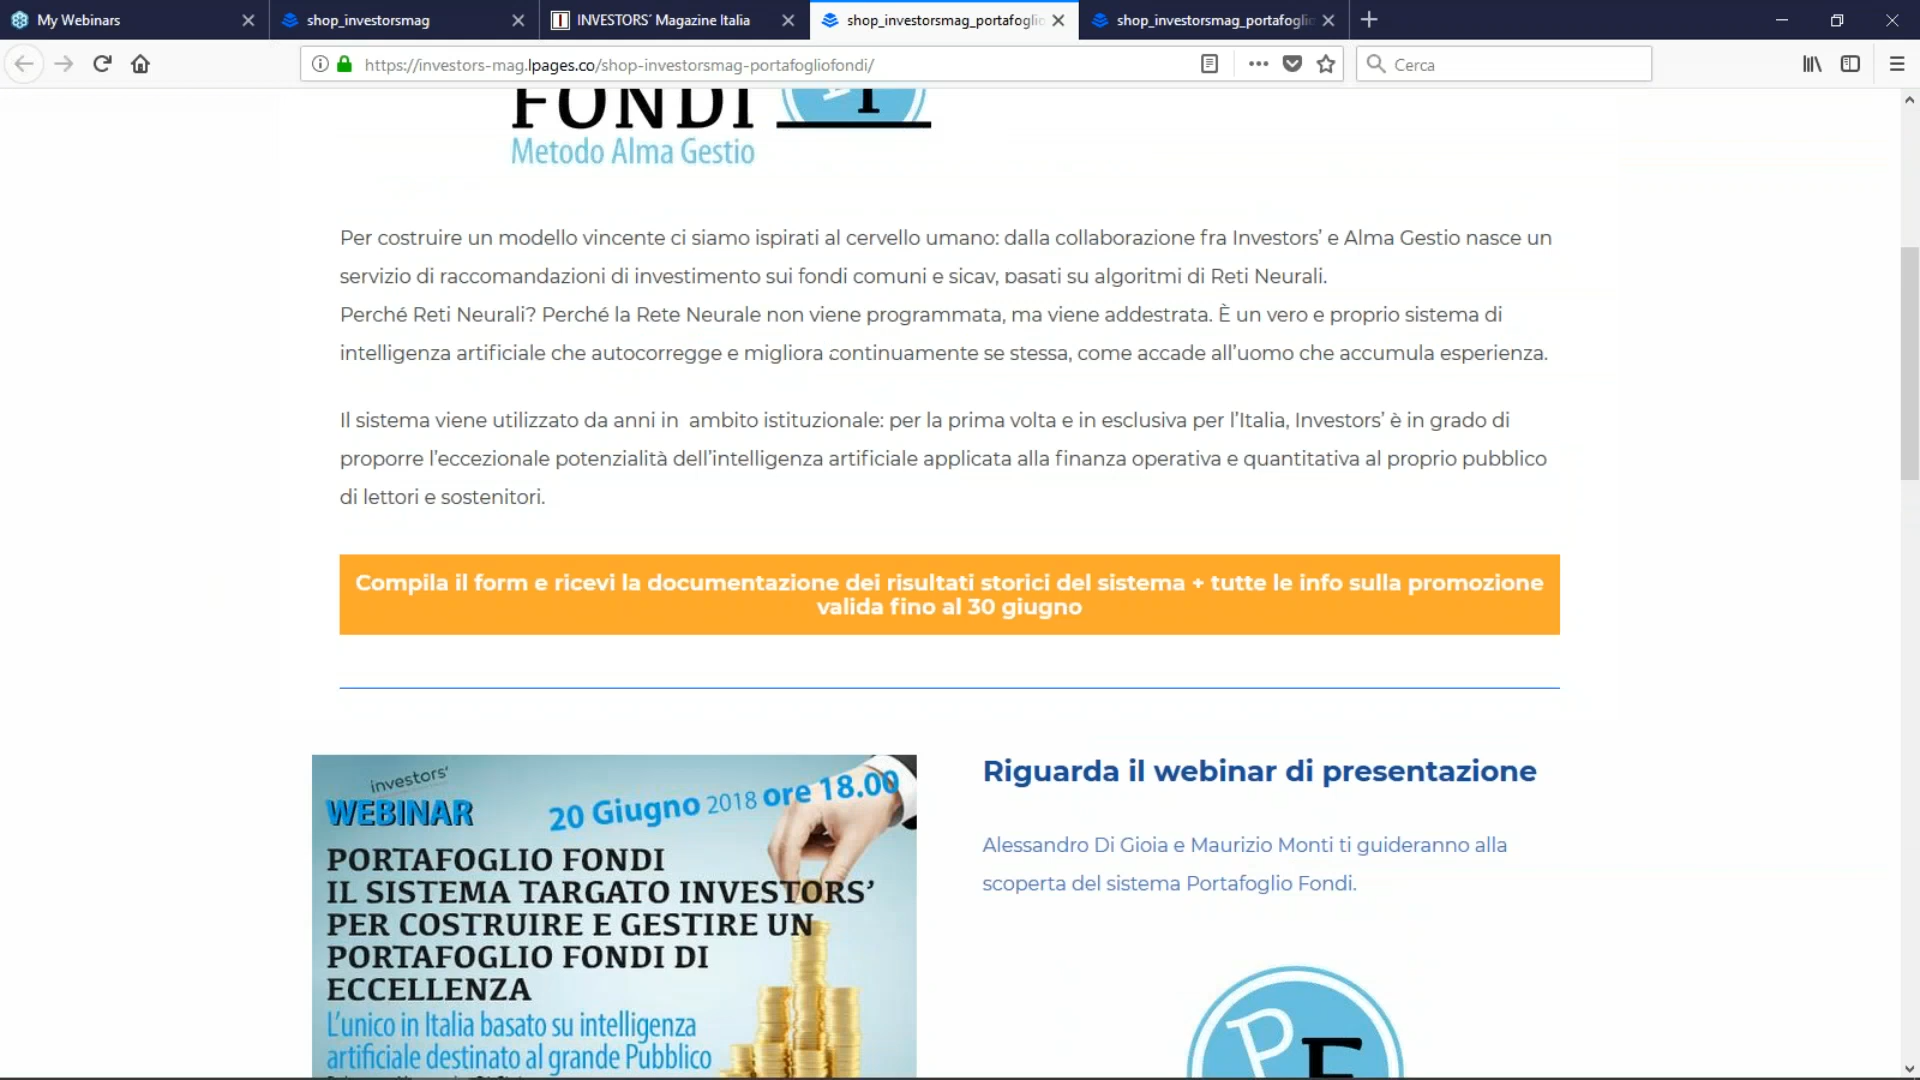 My Webinars
shop_investorsmag
INVESTORS' Magazine Italia
shop_investorsmag_portafoglio
shop_investorsmag_portafoglio
https://investors-mag.lpages.co/shop-investorsmag-portafogliofondi/
Cerca
FONDI
Metodo Alma Gestio
Per costruire un modello vincente ci siamo ispirati al cervello umano: dalla collaborazione fra Investors' e Alma Gestio nasce un
servizio di raccomandazioni di investimento sui fondi comuni e sicav, basati su algoritmi di Reti Neurali.
Perché Reti Neurali? Perché la Rete Neurale non viene programmata, ma viene addestrata. È un vero e proprio sistema di
intelligenza artificiale che autocorregge e migliora continuamente se stessa, come accade all'uomo che accumula esperienza.
Il sistema viene utilizzato da anni in ambito istituzionale: per la prima volta e in esclusiva per l'Italia, Investors' è in grado di
proporre l'eccezionale potenzialità dell'intelligenza artificiale applicata alla finanza operativa e quantitativa al proprio pubblico
di lettori e sostenitori.
Compila il form e ricevi la documentazione dei risultati storici del sistema + tutte le info sulla promozione
valida fino al 30 giugno
investors'
WEBINAR
20 Giugno 2018 ore 18.00
PORTAFOGLIO FONDI
IL SISTEMA TARGATO INVESTORS'
PER COSTRUIRE E GESTIRE UN
PORTAFOGLIO FONDI DI
ECCELLENZA
L'unico in Italia basato su intelligenza
artificiale destinato al grande Pubblico
Riguarda il webinar di presentazione
Alessandro Di Gioia e Maurizio Monti ti guideranno alla
scoperta del sistema Portafoglio Fondi.
PF